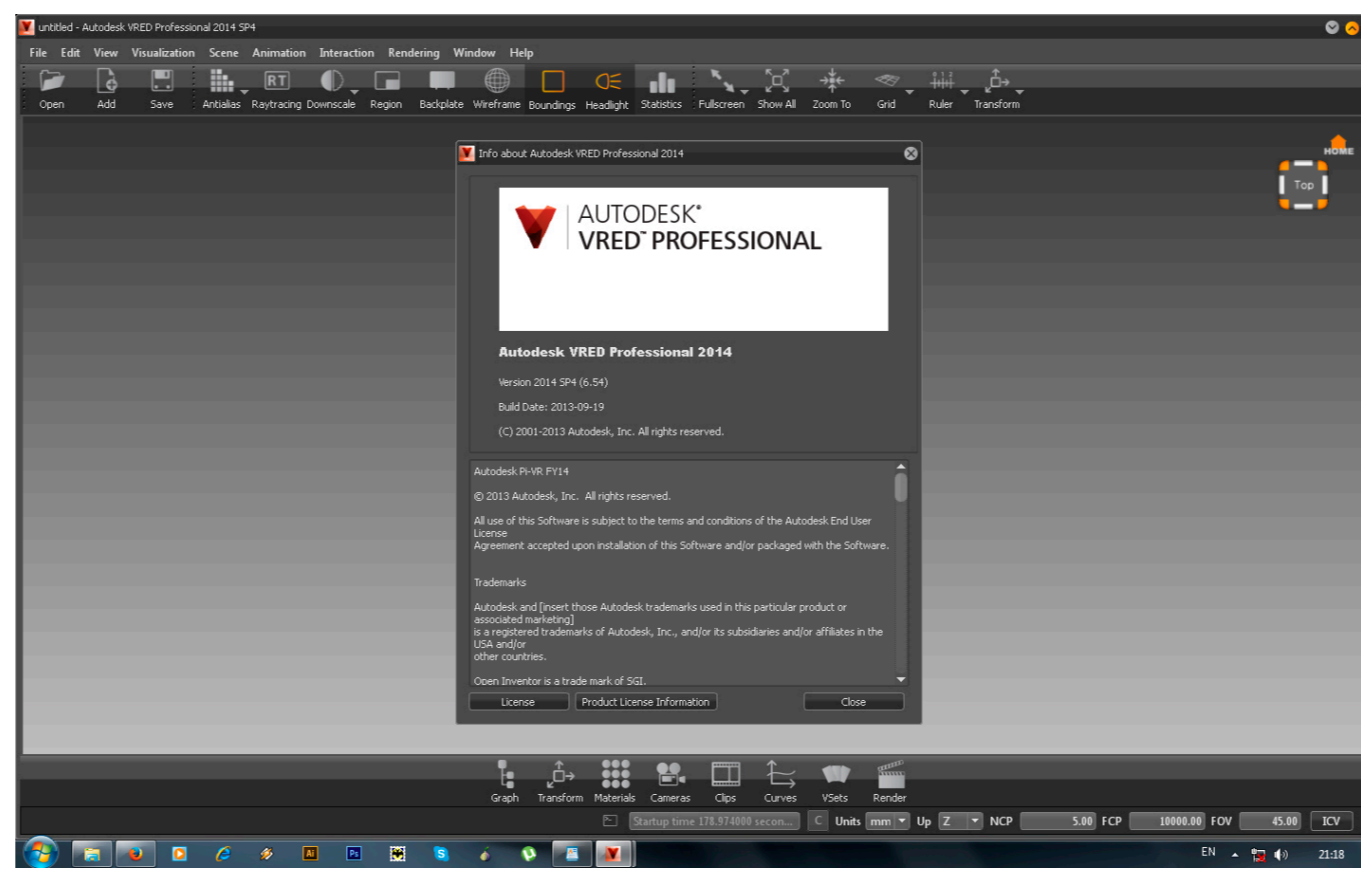 untitled - Autodesk VRED Professional 2014 SP4
File Edit View Visualization Scene Animation Interaction Rendering Window Help
RT
Open Add Save Antialias Raytracing Downscale Region Backplate Wireframe Boundings Headlight Statistics Fullscreen Show All Zoom To Grid Ruler Transform
HOME
Top
Info about Autodesk VRED Professional 2014
AUTODESK®
VRED™ PROFESSIONAL
Autodesk VRED Professional 2014
Version 2014 SP4 (6.54)
Build Date: 2013-09-19
(C) 2001-2013 Autodesk, Inc. All rights reserved.
Autodesk Pi-VR FY14
© 2013 Autodesk, Inc. All rights reserved.
All use of this Software is subject to the terms and conditions of the Autodesk End User
License
Agreement accepted upon installation of this Software and/or packaged with the Software.
Trademarks
Autodesk and [insert those Autodesk trademarks used in this particular product or
associated marketing]
is a registered trademarks of Autodesk, Inc., and/or its subsidiaries and/or affiliates in the
USA and/or
other countries.
Open Inventor is a trade mark of SGI.
License Product License Information Close
Graph Transform Materials Cameras Clips Curves VSets Render
Startup time 178.974000 secon... C Units mm Up Z NCP 5.00 FCP 10000.00 FOV 45.00 ICV
Ai Ps S EN 21:18